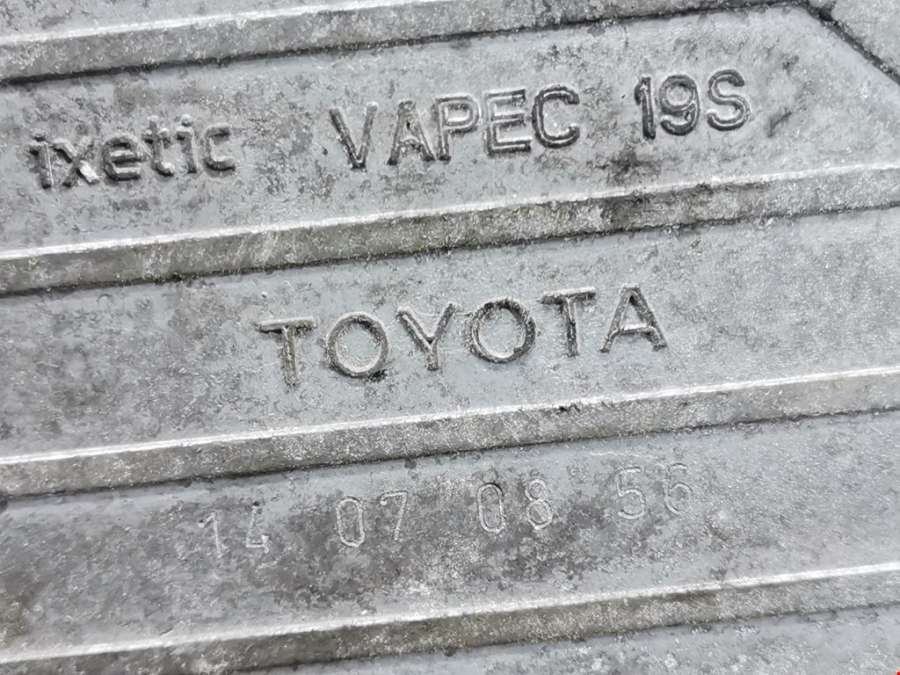 ixetic VAPEC 19S
TOYOTA
14 07 08 56